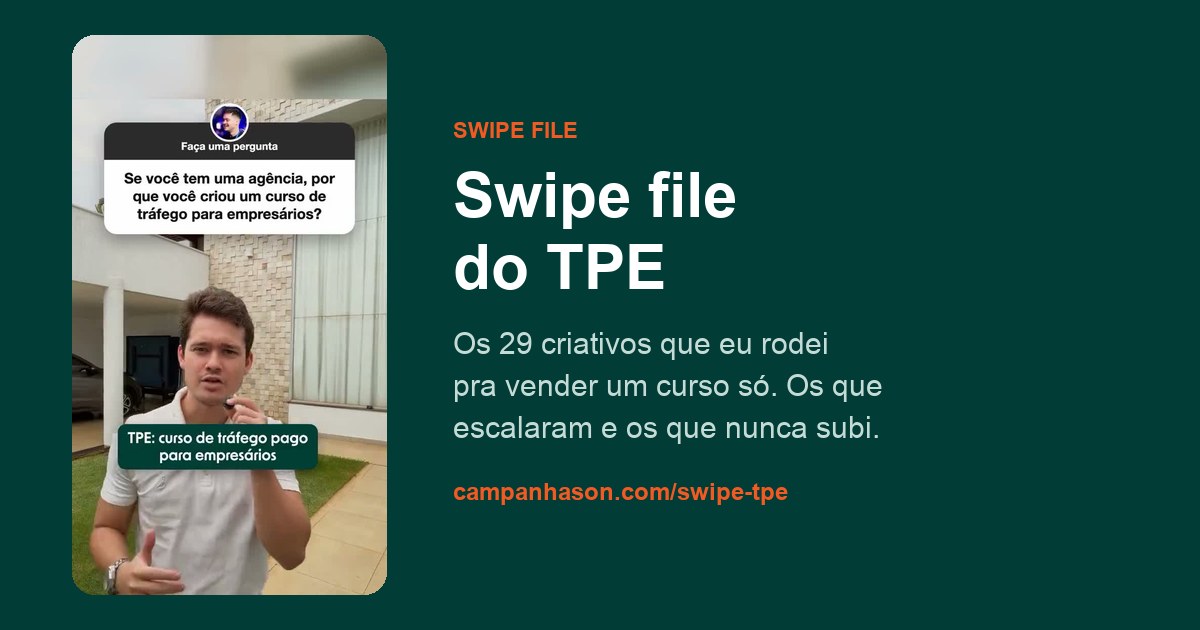 Faça uma pergunta
Se você tem uma agência, por
que você criou um curso de
tráfego para empresários?
TPE: curso de tráfego pago
para empresários
SWIPE FILE
Swipe file
do TPE
Os 29 criativos que eu rodei
pra vender um curso só. Os que
escalaram e os que nunca subi.
campanhason.com/swipe-tpe